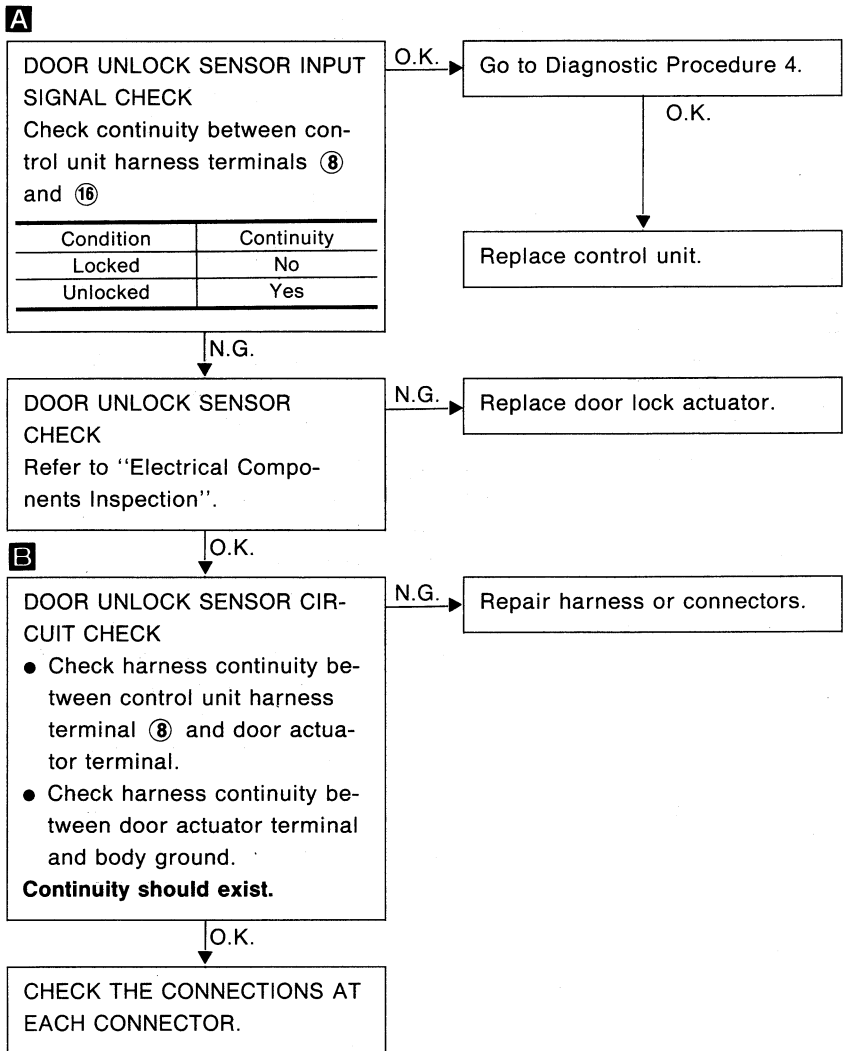 A
DOOR UNLOCK SENSOR INPUT
SIGNAL CHECK
Check continuity between con-
trol unit harness terminals ⑧
and ⑯
Condition Continuity
Locked No
Unlocked Yes
O.K.
Go to Diagnostic Procedure 4.
O.K.
Replace control unit.
N.G.
DOOR UNLOCK SENSOR
CHECK
Refer to ‘‘Electrical Compo-
nents Inspection’’.
N.G.
Replace door lock actuator.
O.K.
B
DOOR UNLOCK SENSOR CIR-
CUIT CHECK
● Check harness continuity be-
tween control unit harness
terminal ⑧ and door actua-
tor terminal.
● Check harness continuity be-
tween door actuator terminal
and body ground.
Continuity should exist.
N.G.
Repair harness or connectors.
O.K.
CHECK THE CONNECTIONS AT
EACH CONNECTOR.